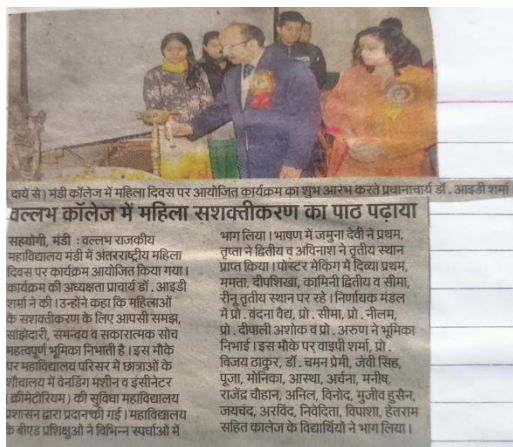 (दायें से) मंडी कॉलेज में महिला दिवस पर आयोजित कार्यक्रम का शुभ आरंभ करते प्रधानाचार्य डॉ. आइडी शर्मा
वल्लभ कॉलेज में महिला सशक्तीकरण का पाठ पढ़ाया
सहयोगी, मंडी : वल्लभ राजकीय
महाविद्यालय मंडी में अंतरराष्ट्रीय महिला
दिवस पर कार्यक्रम आयोजित किया गया।
कार्यक्रम की अध्यक्षता प्राचार्य डॉ. आइडी
शर्मा ने की। उन्होंने कहा कि महिलाओं
के सशक्तीकरण के लिए आपसी समझ,
सांझेदारी, समन्वय व सकारात्मक सोच
महत्वपूर्ण भूमिका निभाती है। इस मौके
पर महाविद्यालय परिसर में छात्राओं के
शौचालय में वेनडिंग मशीन व इंसीनेटर
(क्रीमेटोरियम) की सुविधा महाविद्यालय
प्रशासन द्वारा प्रदान की गई। महाविद्यालय
के बीएड प्रशिक्षुओं ने विभिन्न स्पर्धाओं में
भाग लिया। भाषण में जमुना देवी ने प्रथम,
तृप्ता ने द्वितीय व अविनाश ने तृतीय स्थान
प्राप्त किया। पोस्टर मेकिंग में दिव्या प्रथम,
ममता, दीपशिखा, कामिनी द्वितीय व सीमा,
रीनू तृतीय स्थान पर रहे। निर्णायक मंडल
में प्रो. वंदना वैद्य, प्रो. सीमा, प्रो. नीलम,
प्रो. दीपाली अशोक व प्रो. अरुण ने भूमिका
निभाई। इस मौके पर वाइपी शर्मा, प्रो.
विजय ठाकुर, डॉ. चमन प्रेमी, जेवी सिंह,
पूजा, मोनिका, आस्था, अर्चना, मनीष,
राजेंद्र चौहान, अनिल, विनोद, मुजीव हुसैन,
जयचंद, अरविंद, निवेदिता, विपाशा, हेतराम
सहित कालेज के विद्यार्थियो ने भाग लिया।